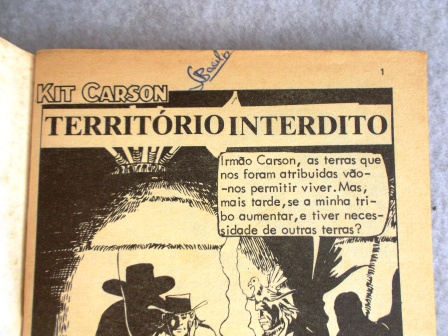 1
KIT CARSON
TERRITÓRIO INTERDITO
Irmão Carson, as terras que
nos foram atribuidas vão-
-nos permitir viver. Mas,
mais tarde, se a minha tri-
bo aumentar, e tiver neces-
sidade de outras terras?